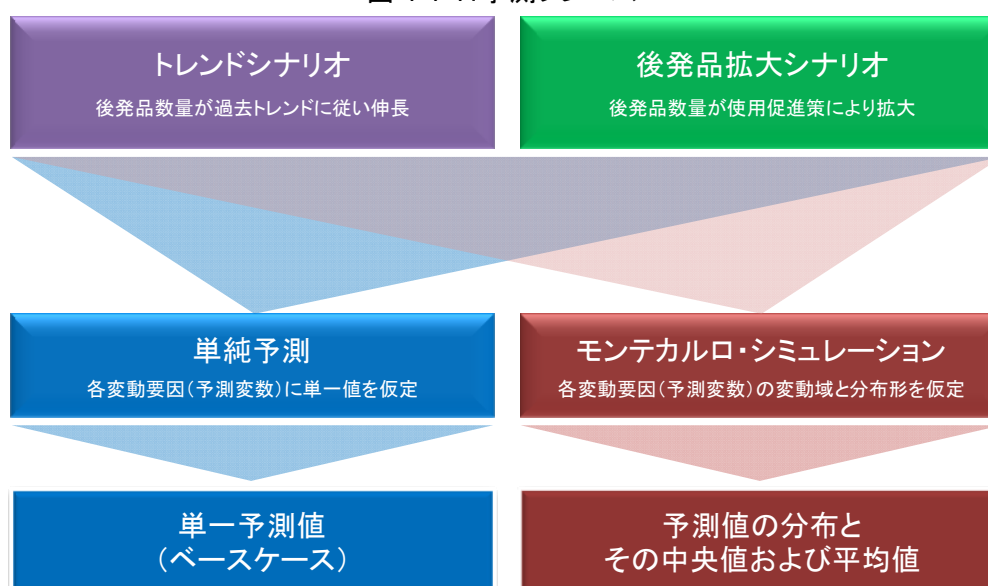 トレンドシナリオ
後発品数量が過去トレンドに従い伸長
後発品拡大シナリオ
後発品数量が使用促進策により拡大
単純予測
各変動要因(予測変数)に単一値を仮定
モンテカルロ・シミュレーション
各変動要因(予測変数)の変動域と分布形を仮定
単一予測値
(ベースケース)
予測値の分布と
その中央値および平均値